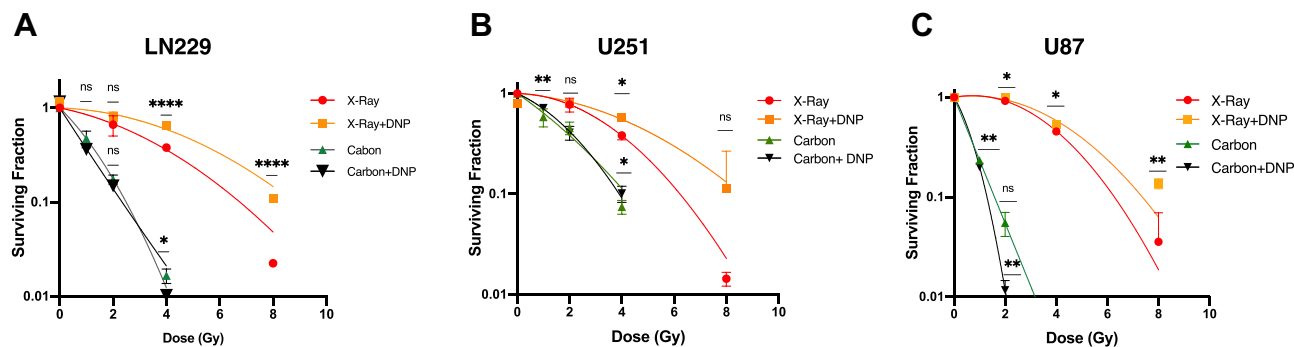 A
LN229
Surviving Fraction
1
0.1
0.01
0 2 4 6 8 10
Dose (Gy)
ns
ns
ns
****
****
*
X-Ray
X-Ray+DNP
Cabon
Carbon+DNP
B
U251
Surviving Fraction
1
0.1
0.01
0 2 4 6 8 10
Dose (Gy)
**
ns
*
ns
*
X-Ray
X-Ray+DNP
Carbon
Carbon+ DNP
C
U87
Surviving Fraction
1
0.1
0.01
0 2 4 6 8 10
Dose (Gy)
*
*
**
**
ns
**
X-Ray
X-Ray+DNP
Carbon
Carbon+DNP